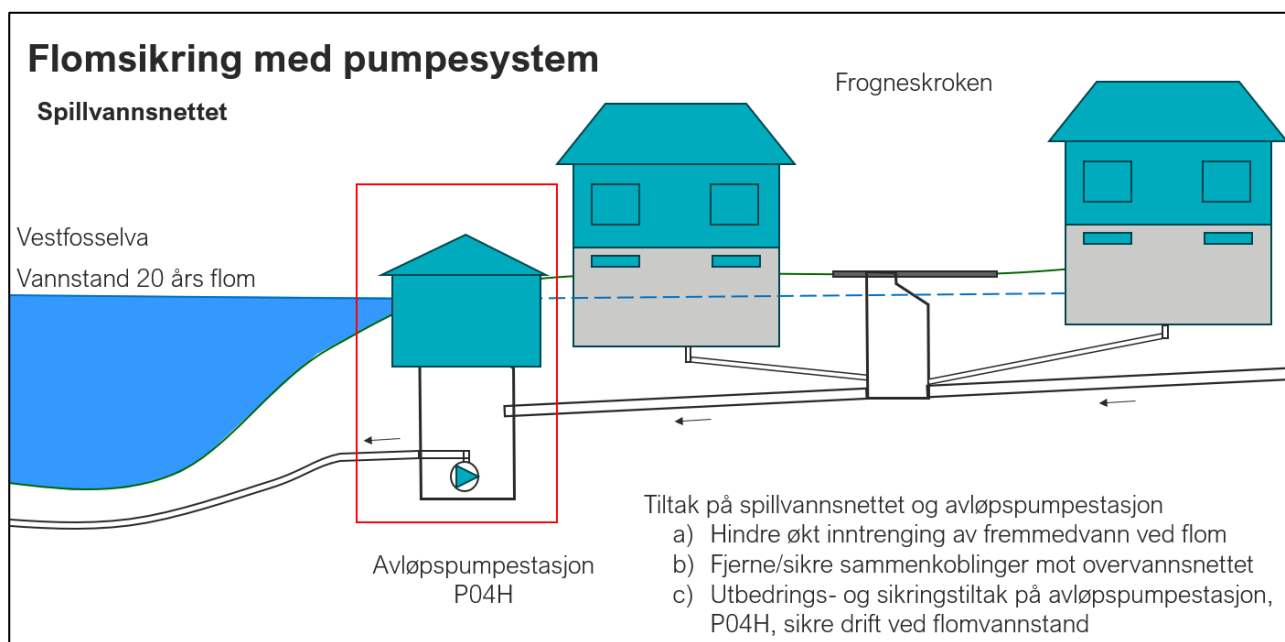 Flomsikring med pumpesystem
Spillvannsnettet
Frogneskroken
Vestfosselva
Vannstand 20 års flom
Avløpspumpestasjon
P04H
Tiltak på spillvannsnettet og avløpspumpestasjon
a) Hindre økt inntrenging av fremmedvann ved flom
b) Fjerne/sikre sammenkoblinger mot overvannsnettet
c) Utbedrings- og sikringstiltak på avløpspumpestasjon,
P04H, sikre drift ved flomvannstand